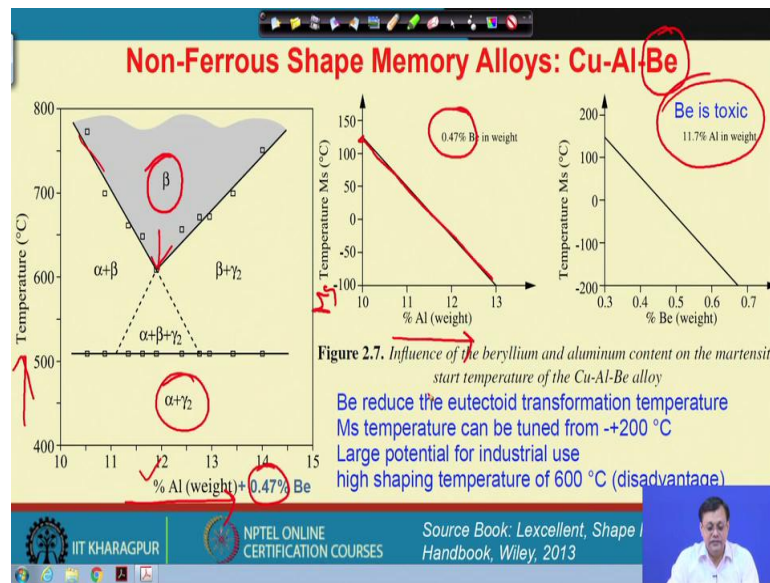 Non-Ferrous Shape Memory Alloys: Cu-Al-Be
800
700
600
500
400
Temperature (°C)
β
α+β
β+γ2
α+β+γ2
α+γ2
10 11 12 13 14 15
% Al (weight)+ 0.47% Be
150
100
50
0
-50
-100
Temperature Ms (°C)
0.47% Be in weight
10 11 12 13
% Al (weight)
Ms
200
100
0
-100
-200
Temperature Ms (°C)
Be is toxic
11.7% Al in weight
0.3 0.4 0.5 0.6 0.7
% Be (weight)
Figure 2.7. Influence of the beryllium and aluminum content on the martensit
start temperature of the Cu-Al-Be alloy
Be reduce the eutectoid transformation temperature
Ms temperature can be tuned from -+200 °C
Large potential for industrial use
high shaping temperature of 600 °C (disadvantage)
IIT KHARAGPUR
NPTEL ONLINE
CERTIFICATION COURSES
Source Book: Lexcellent, Shape
Handbook, Wiley, 2013